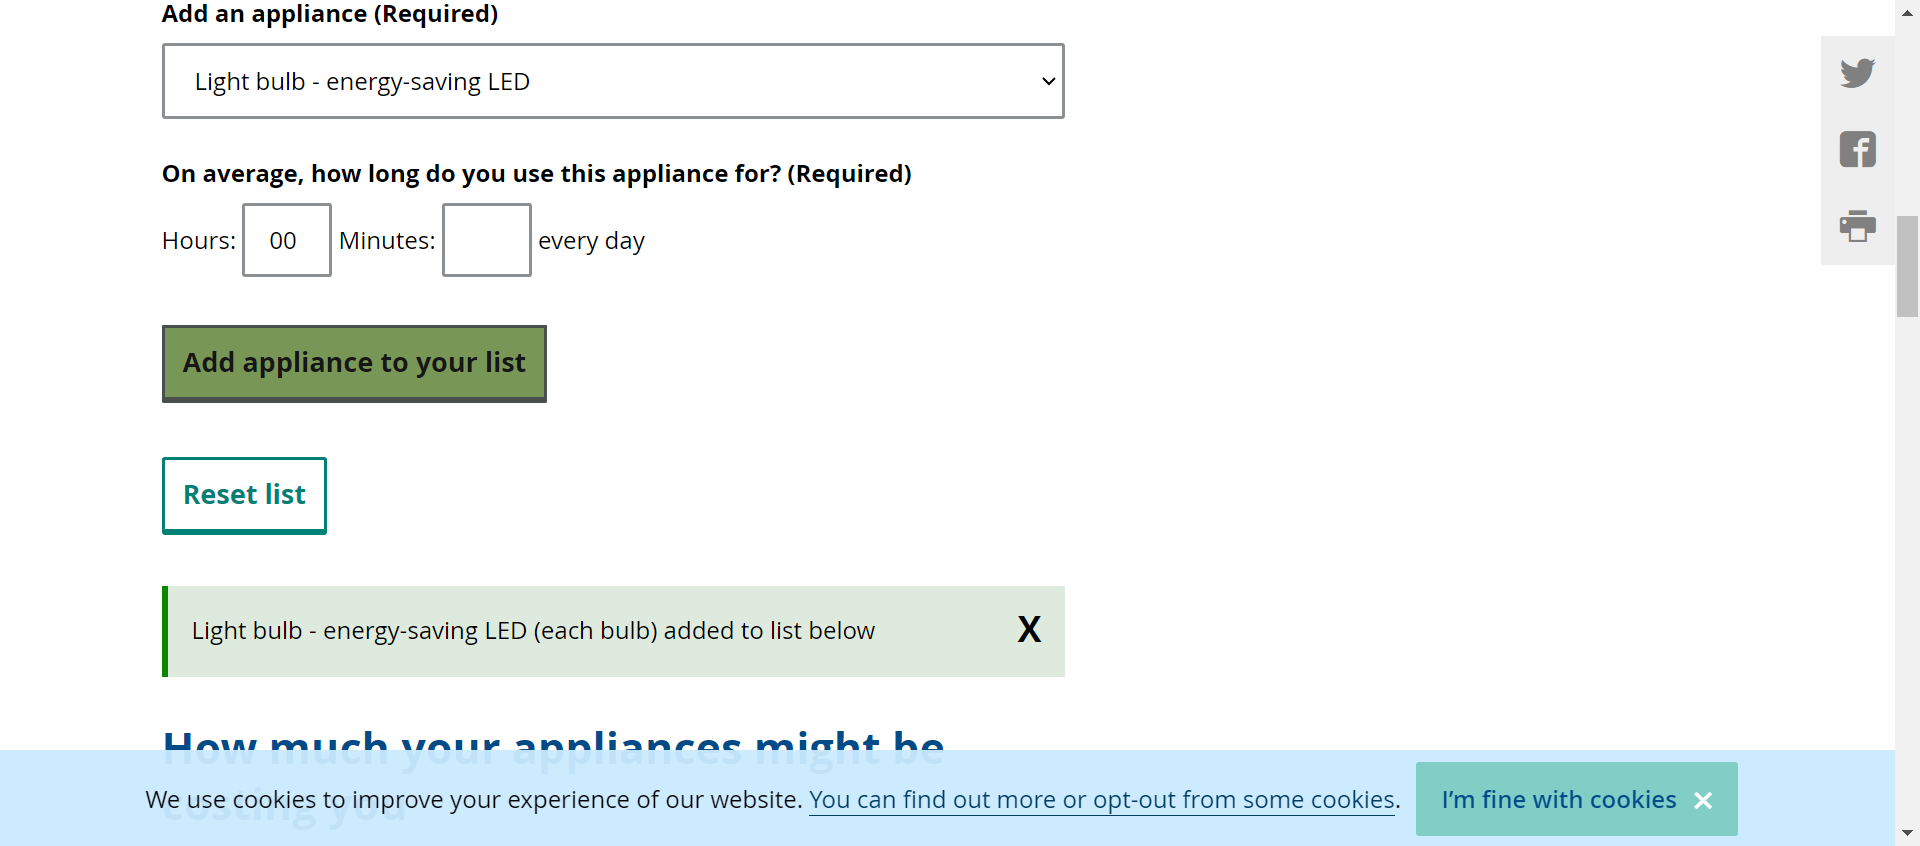 Add an appliance (Required)
Light bulb - energy-saving LED
On average, how long do you use this appliance for? (Required)
Hours: 00 Minutes: every day
Add appliance to your list
Reset list
Light bulb - energy-saving LED (each bulb) added to list below X
How much your appliances might be
costing you
We use cookies to improve your experience of our website. You can find out more or opt-out from some cookies. I’m fine with cookies ×